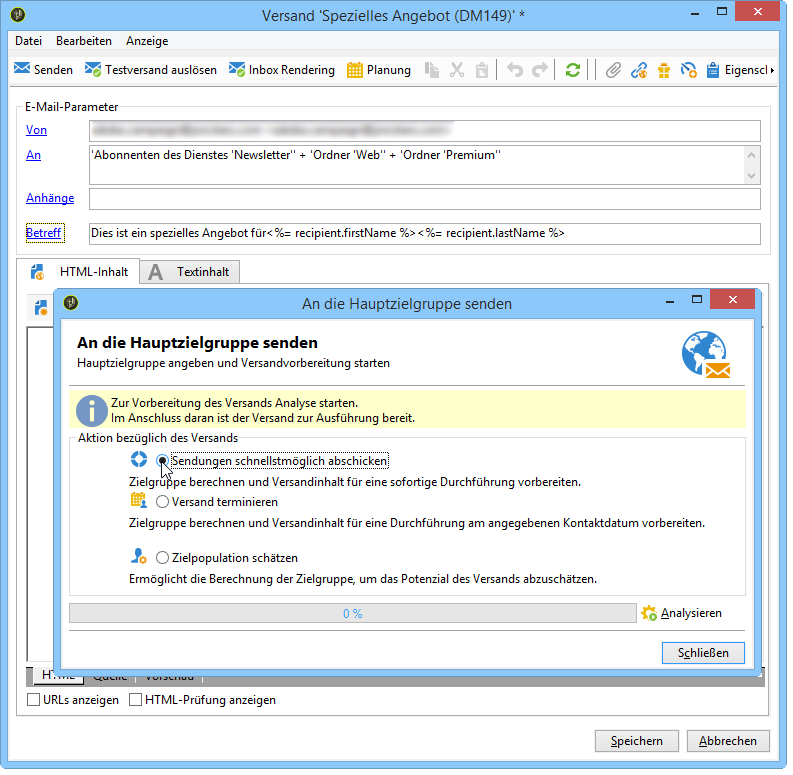 Versand 'Spezielles Angebot (DM149)' *
Datei Bearbeiten Anzeige
Senden Testversand auslösen Inbox Rendering Planung Eigensch
E-Mail-Parameter
Von
An 'Abonnenten des Dienstes 'Newsletter'' + 'Ordner 'Web'' + 'Ordner 'Premium''
Anhänge
Betreff Dies ist ein spezielles Angebot für<%= recipient.firstName %><%= recipient.lastName %>
HTML-Inhalt A Textinhalt
An die Hauptzielgruppe senden
An die Hauptzielgruppe senden
Hauptzielgruppe angeben und Versandvorbereitung starten
Zur Vorbereitung des Versands Analyse starten.
Im Anschluss daran ist der Versand zur Ausführung bereit.
Aktion bezüglich des Versands
Sendungen schnellstmöglich abschicken
Zielgruppe berechnen und Versandinhalt für eine sofortige Durchführung vorbereiten.
Versand terminieren
Zielgruppe berechnen und Versandinhalt für eine Durchführung am angegebenen Kontaktdatum vorbereiten.
Zielpopulation schätzen
Ermöglicht die Berechnung der Zielgruppe, um das Potenzial des Versands abzuschätzen.
0 % Analysieren
Schließen
HTML Quelle Vorschau
URLs anzeigen HTML-Prüfung anzeigen
Speichern Abbrechen